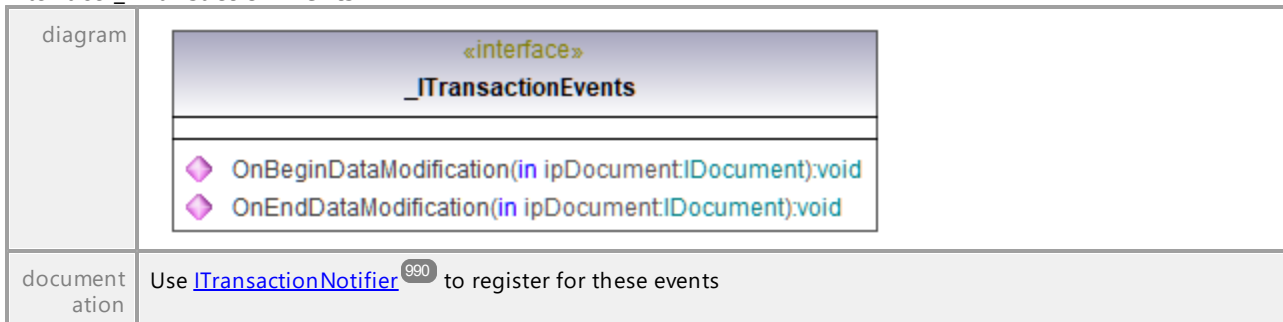 diagram
«interface»
_ITransactionEvents
OnBeginDataModification(in ipDocument:IDocument):void
OnEndDataModification(in ipDocument:IDocument):void
document
ation
Use ITransactionNotifier 990 to register for these events